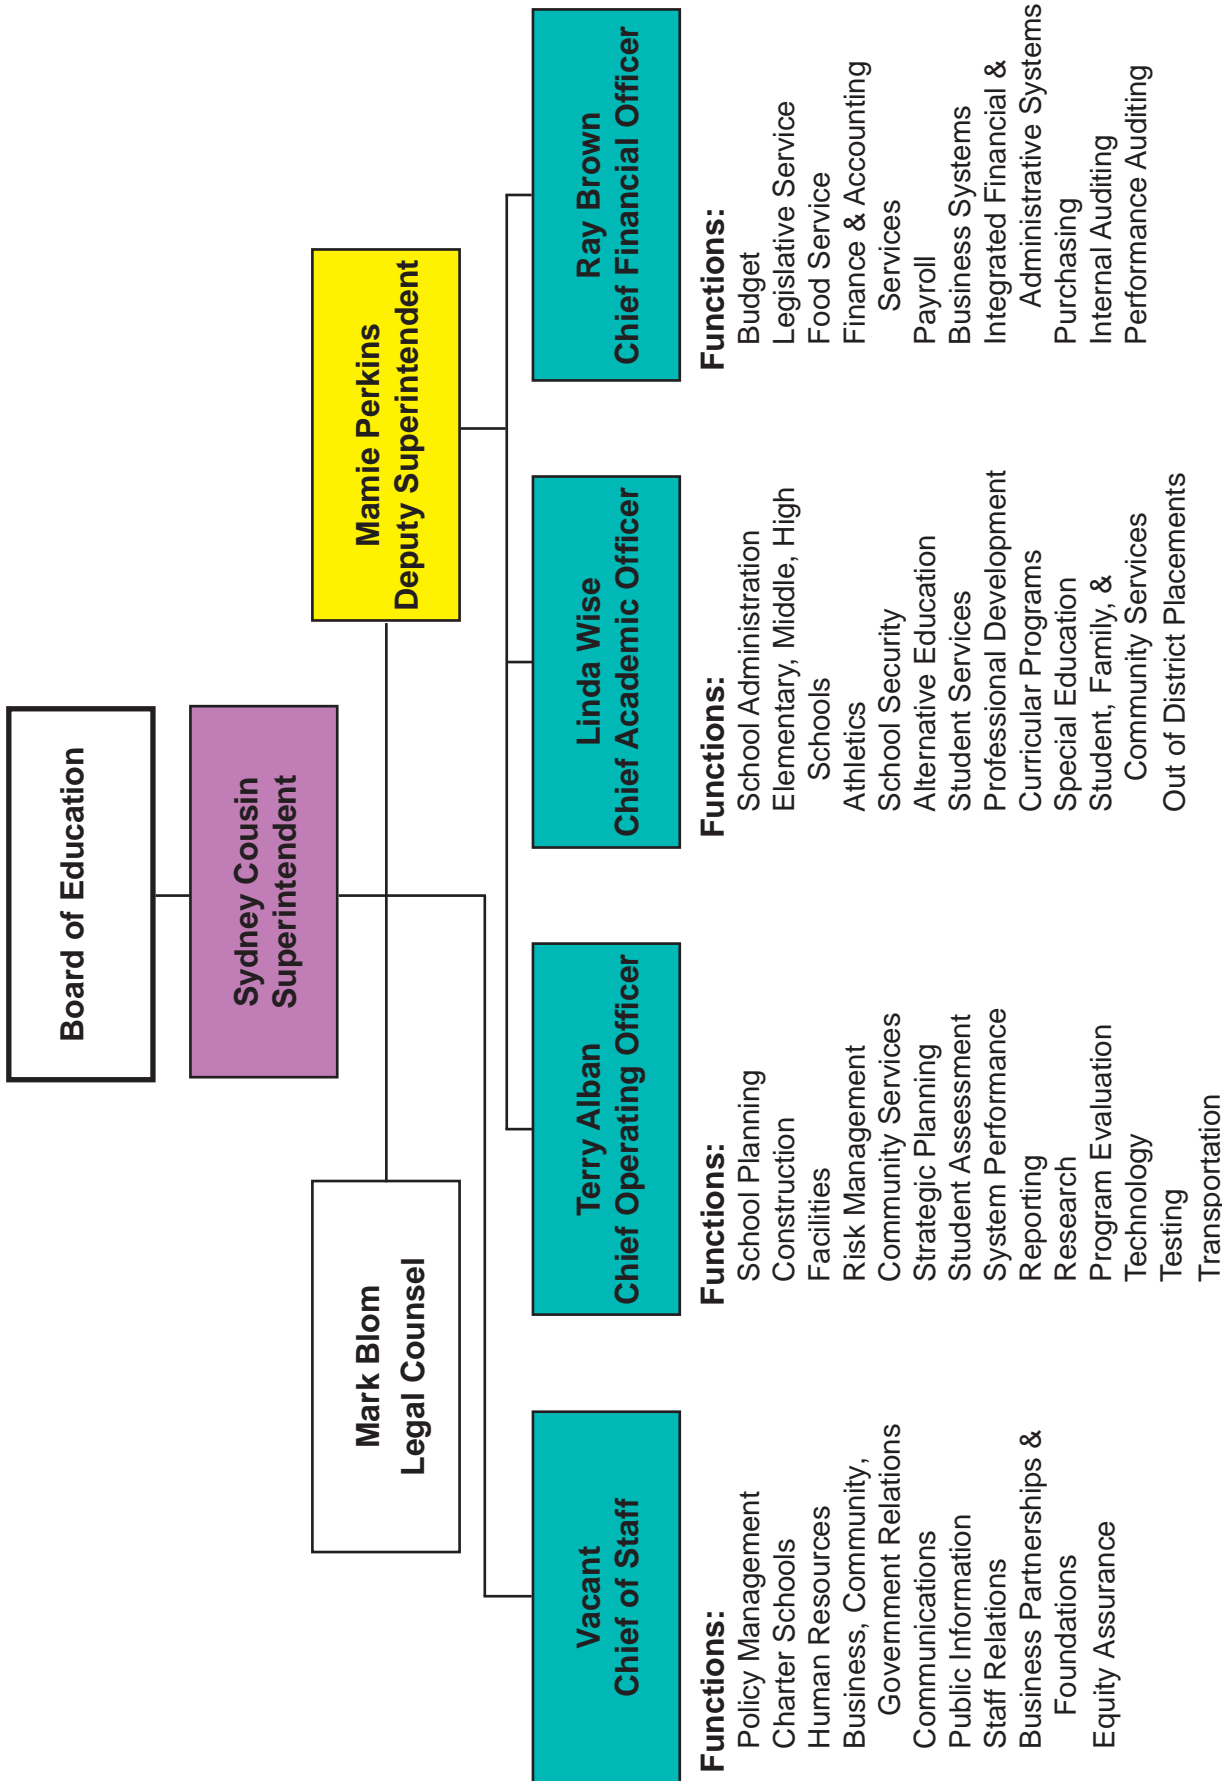 Board of Education
Sydney Cousin
Superintendent
Mark Blom
Legal Counsel
Mamie Perkins
Deputy Superintendent
Vacant
Chief of Staff
Functions:
Policy Management
Charter Schools
Human Resources
Business, Community,
Government Relations
Communications
Public Information
Staff Relations
Business Partnerships &
Foundations
Equity Assurance
Terry Alban
Chief Operating Officer
Functions:
School Planning
Construction
Facilities
Risk Management
Community Services
Strategic Planning
Student Assessment
System Performance
Reporting
Research
Program Evaluation
Technology
Testing
Transportation
Linda Wise
Chief Academic Officer
Functions:
School Administration
Elementary, Middle, High
Schools
Athletics
School Security
Alternative Education
Student Services
Professional Development
Curricular Programs
Special Education
Student, Family, &
Community Services
Out of District Placements
Ray Brown
Chief Financial Officer
Functions:
Budget
Legislative Service
Food Service
Finance & Accounting
Services
Payroll
Business Systems
Integrated Financial &
Administrative Systems
Purchasing
Internal Auditing
Performance Auditing